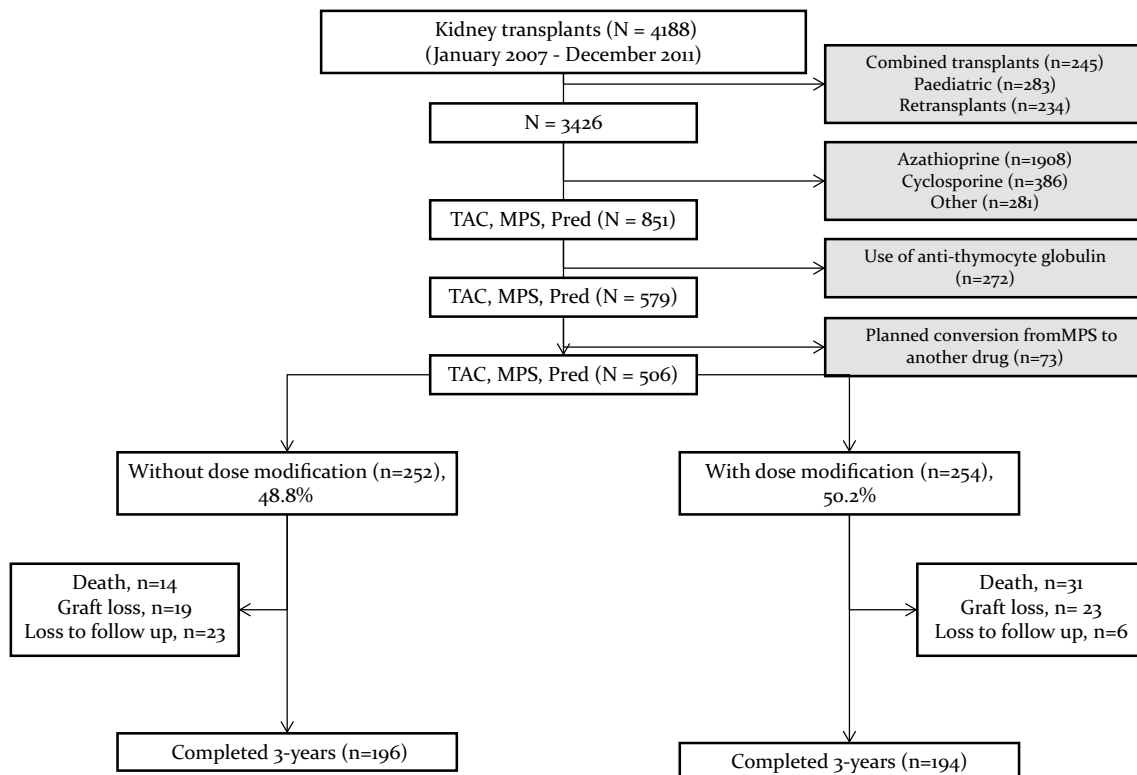 Kidney transplants (N = 4188)
(January 2007 - December 2011)
Combined transplants (n=245)
Paediatric (n=283)
Retransplants (n=234)
N = 3426
Azathioprine (n=1908)
Cyclosporine (n=386)
Other (n=281)
TAC, MPS, Pred (N = 851)
Use of anti-thymocyte globulin
(n=272)
TAC, MPS, Pred (N = 579)
Planned conversion fromMPS to
another drug (n=73)
TAC, MPS, Pred (N = 506)
Without dose modification (n=252),
48.8%
With dose modification (n=254),
50.2%
Death, n=14
Graft loss, n=19
Loss to follow up, n=23
Death, n=31
Graft loss, n= 23
Loss to follow up, n=6
Completed 3-years (n=196)
Completed 3-years (n=194)